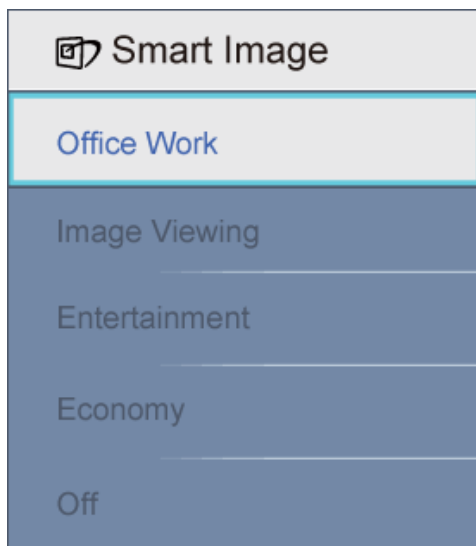 Smart Image
Office Work
Image Viewing
Entertainment
Economy
Off